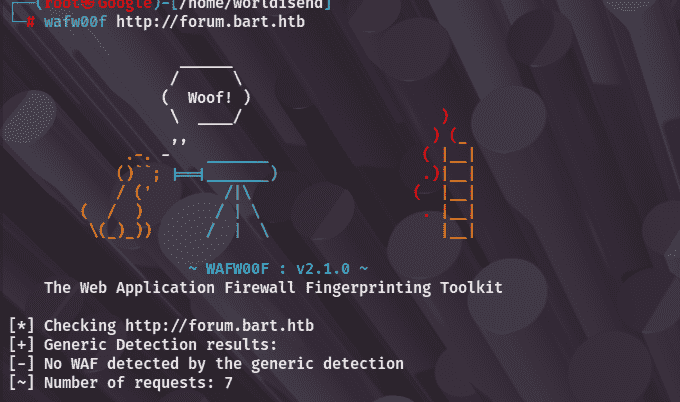 (root㉿Google)-[/home/worldisend]
# wafw00f http://forum.bart.htb
Woof!
~ WAFW00F : v2.1.0 ~
The Web Application Firewall Fingerprinting Toolkit
[*] Checking http://forum.bart.htb
[+] Generic Detection results:
[-] No WAF detected by the generic detection
[~] Number of requests: 7